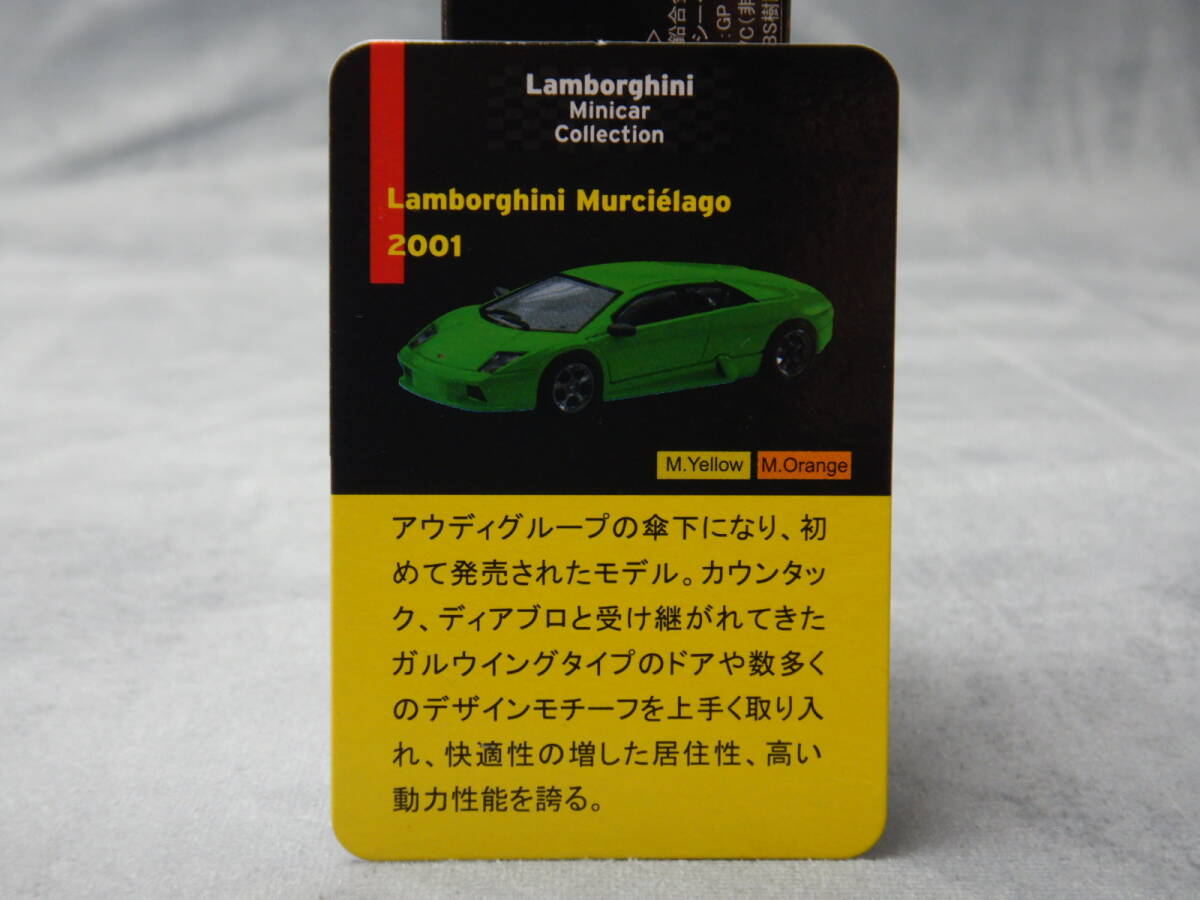 Lamborghini
Minicar
Collection
Lamborghini Murciélago
2001
M.Yellow M.Orange
アウディグループの傘下になり、初
めて発売されたモデル。カウンタッ
ク、ディアブロと受け継がれてきた
ガルウイングタイプのドアや数多く
のデザインモチーフを上手く取り入
れ、快適性の増した居住性、高い
動力性能を誇る。